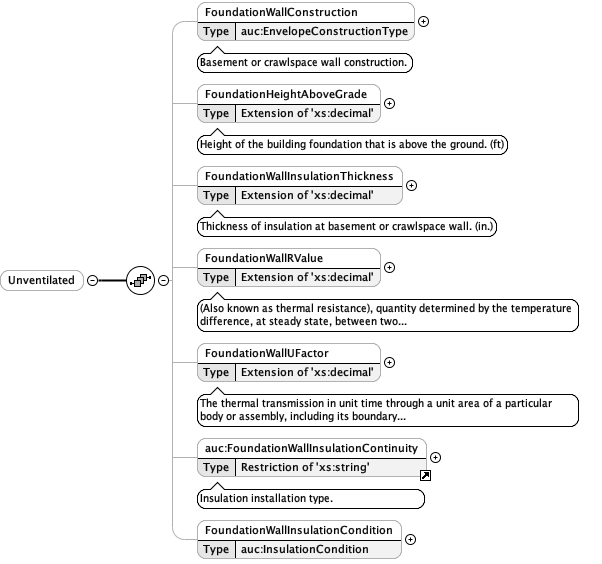 FoundationWallConstruction
Type auc:EnvelopeConstructionType
Basement or crawlspace wall construction.
FoundationHeightAboveGrade
Type Extension of 'xs:decimal'
Height of the building foundation that is above the ground. (ft)
FoundationWallInsulationThickness
Type Extension of 'xs:decimal'
Thickness of insulation at basement or crawlspace wall. (in.)
FoundationWallRValue
Type Extension of 'xs:decimal'
Unventilated
(Also known as thermal resistance), quantity determined by the temperature
difference, at steady state, between two...
FoundationWallUFactor
Type Extension of 'xs:decimal'
The thermal transmission in unit time through a unit area of a particular
body or assembly, including its boundary...
auc:FoundationWallInsulationContinuity
Type Restriction of 'xs:string'
Insulation installation type.
FoundationWallInsulationCondition
Type auc:InsulationCondition